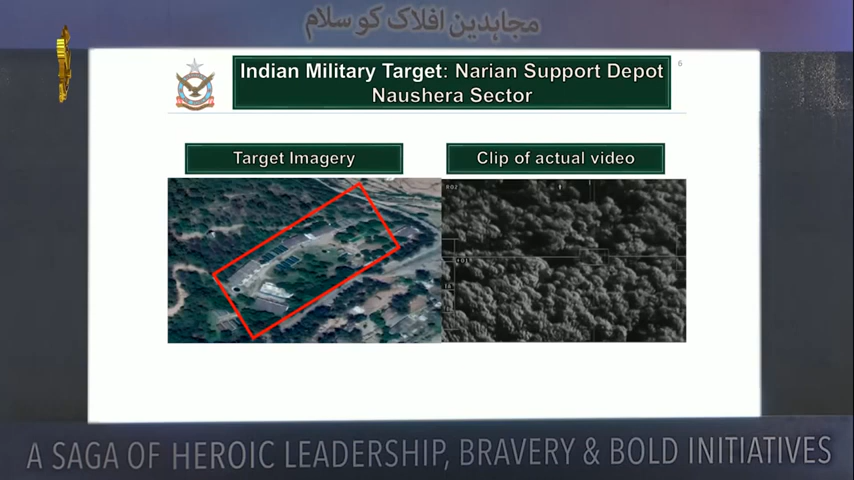 مجاہدین افلاک کو سلام
6
Indian Military Target: Narian Support Depot
Naushera Sector
Target Imagery
Clip of actual video
A SAGA OF HEROIC LEADERSHIP, BRAVERY & BOLD INITIATIVES